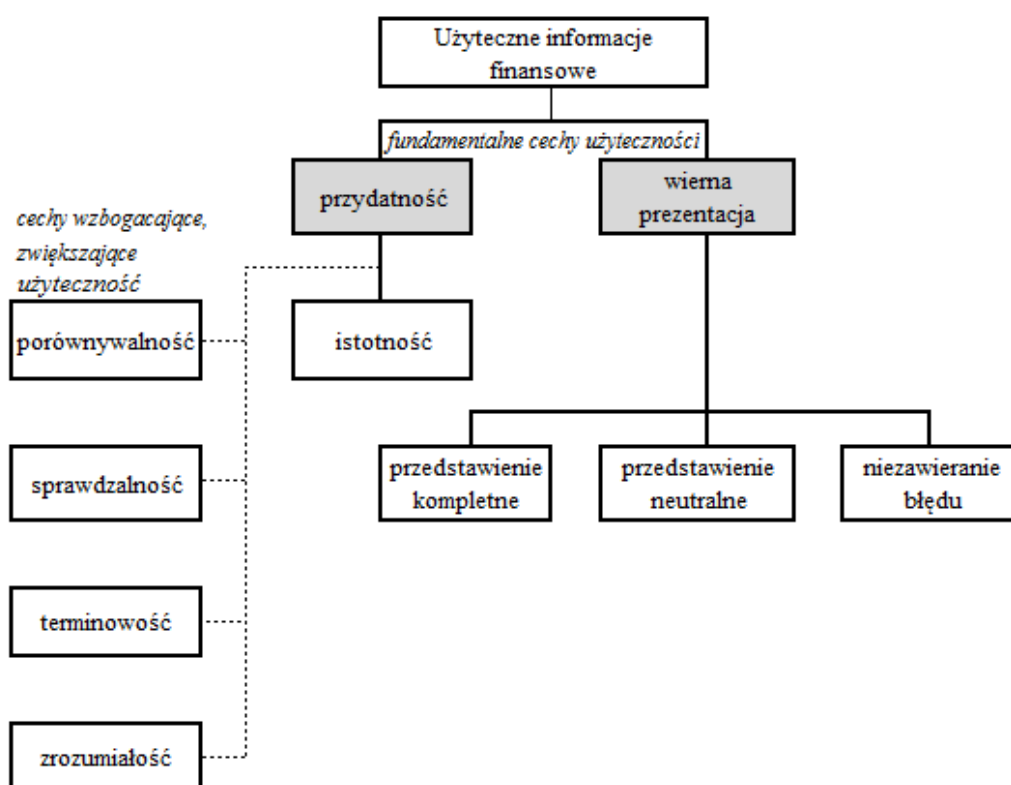 Użyteczne informacje
finansowe
fundamentalne cechy użyteczności
przydatność
wierna
prezentacja
cechy wzbogacające,
zwiększające
użyteczność
porównywalność
istotność
sprawdzalność
przedstawienie
kompletne
przedstawienie
neutralne
niezawieranie
błędu
terminowość
zrozumiałość